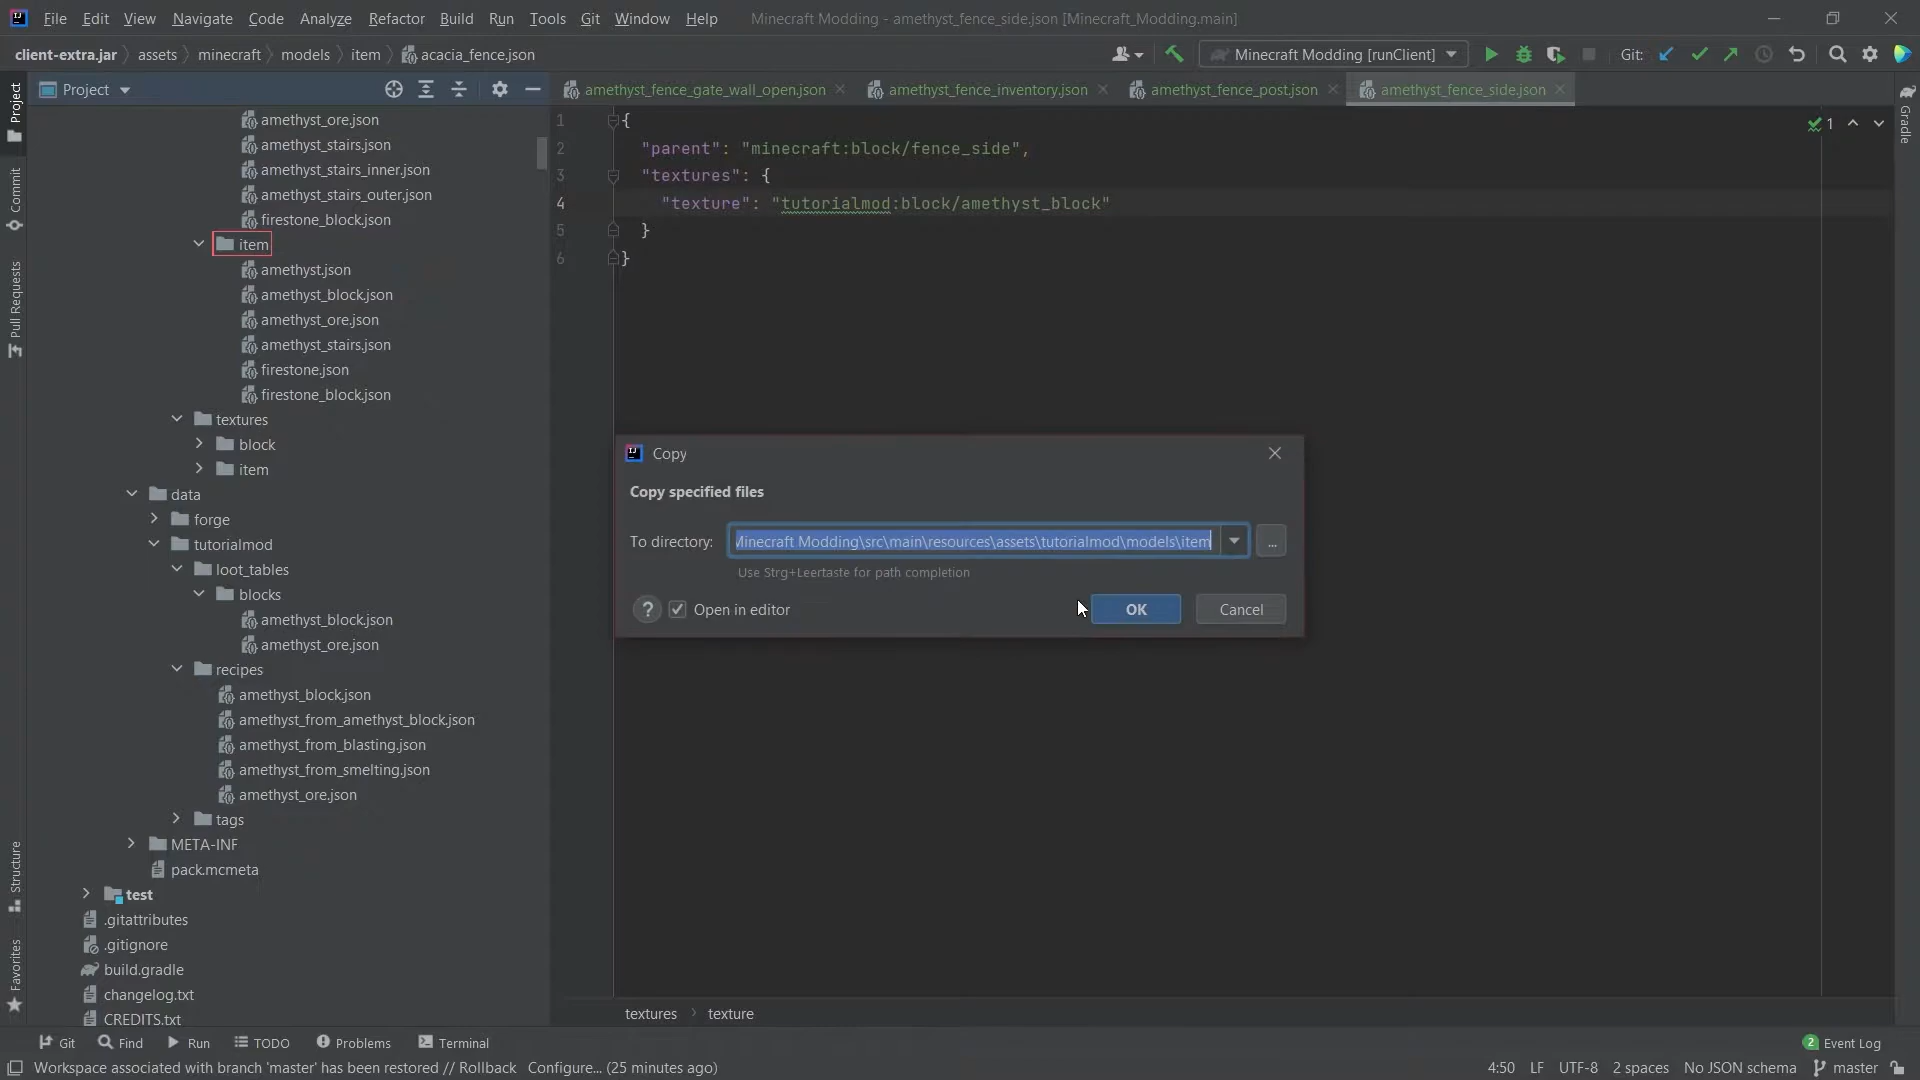 File Edit View Navigate Code Analyze Refactor Build Run Tools Git Window Help Minecraft Modding - amethyst_fence_side.json [Minecraft_Modding.main]
client-extra.jar assets minecraft models item acacia_fence.json Minecraft Modding [runClient] Git:
Project
amethyst_fence_gate_wall_open.json amethyst_fence_inventory.json amethyst_fence_post.json amethyst_fence_side.json
Project
Commit
Pull Requests
Structure
Favorites
Gradle
amethyst_ore.json
amethyst_stairs.json
amethyst_stairs_inner.json
amethyst_stairs_outer.json
firestone_block.json
item
amethyst.json
amethyst_block.json
amethyst_ore.json
amethyst_stairs.json
firestone.json
firestone_block.json
textures
block
item
data
forge
tutorialmod
loot_tables
blocks
amethyst_block.json
amethyst_ore.json
recipes
amethyst_block.json
amethyst_from_amethyst_block.json
amethyst_from_blasting.json
amethyst_from_smelting.json
amethyst_ore.json
tags
META-INF
pack.mcmeta
test
.gitattributes
.gitignore
build.gradle
changelog.txt
CREDITS.txt
1 {
2 "parent": "minecraft:block/fence_side",
3 "textures": {
4 "texture": "tutorialmod:block/amethyst_block"
5 }
6 }
1
Copy
Copy specified files
To directory: Minecraft Modding\src\main\resources\assets\tutorialmod\models\item ...
Use Strg+Leertaste for path completion
? Open in editor OK Cancel
textures texture
Git Find Run TODO Problems Terminal 2 Event Log
Workspace associated with branch 'master' has been restored // Rollback Configure... (25 minutes ago) 4:50 LF UTF-8 2 spaces No JSON schema master